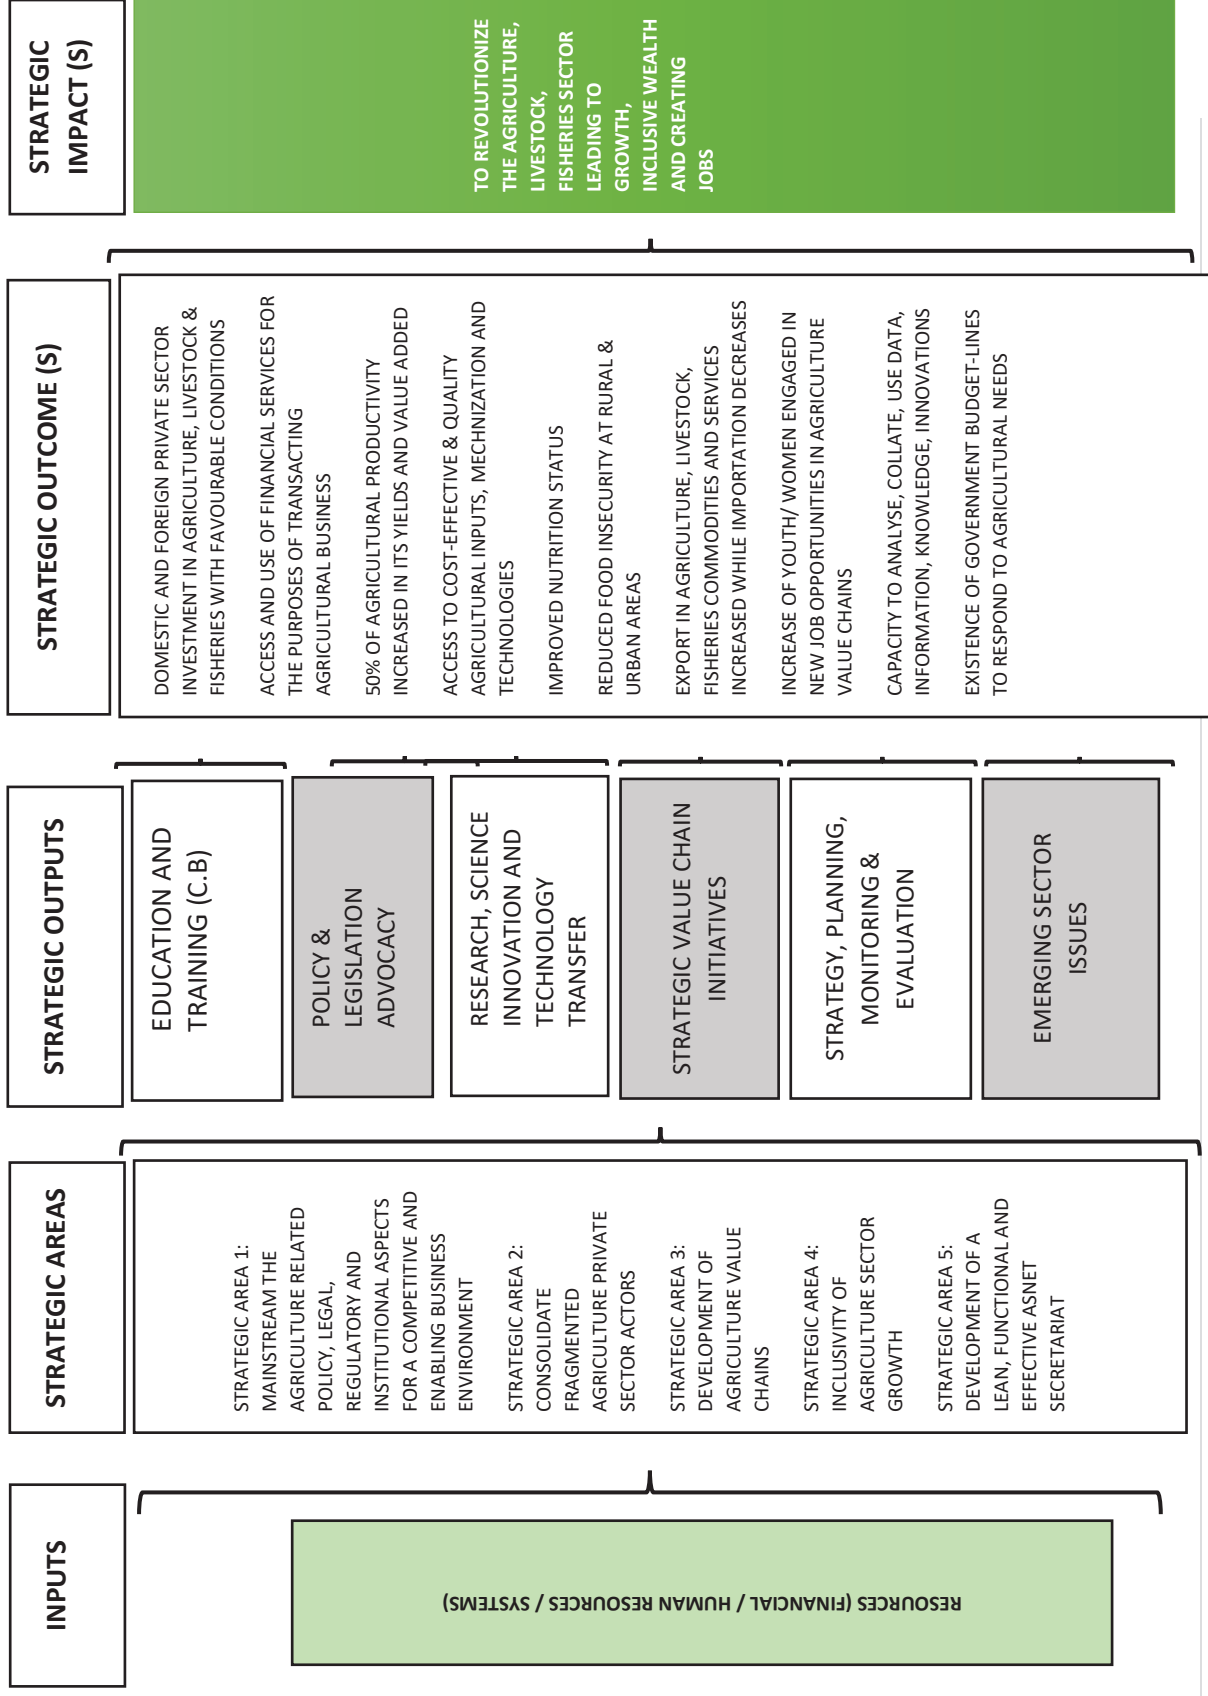 INPUTS
RESOURCES (FINANCIAL / HUMAN RESOURCES / SYSTEMS)
STRATEGIC AREAS
STRATEGIC AREA 1:
MAINSTREAM THE
AGRICULTURE RELATED
POLICY, LEGAL,
REGULATORY AND
INSTITUTIONAL ASPECTS
FOR A COMPETITIVE AND
ENABLING BUSINESS
ENVIRONMENT
STRATEGIC AREA 2:
CONSOLIDATE
FRAGMENTED
AGRICULTURE PRIVATE
SECTOR ACTORS
STRATEGIC AREA 3:
DEVELOPMENT OF
AGRICULTURE VALUE
CHAINS
STRATEGIC AREA 4:
INCLUSIVITY OF
AGRICULTURE SECTOR
GROWTH
STRATEGIC AREA 5:
DEVELOPMENT OF A
LEAN, FUNCTIONAL AND
EFFECTIVE ASNET
SECRETARIAT
STRATEGIC OUTPUTS
EDUCATION AND
TRAINING (C.B)
POLICY &
LEGISLATION
ADVOCACY
RESEARCH, SCIENCE
INNOVATION AND
TECHNOLOGY
TRANSFER
STRATEGIC VALUE CHAIN
INITIATIVES
STRATEGY, PLANNING,
MONITORING &
EVALUATION
EMERGING SECTOR
ISSUES
STRATEGIC OUTCOME (S)
DOMESTIC AND FOREIGN PRIVATE SECTOR
INVESTMENT IN AGRICULTURE, LIVESTOCK &
FISHERIES WITH FAVOURABLE CONDITIONS
ACCESS AND USE OF FINANCIAL SERVICES FOR
THE PURPOSES OF TRANSACTING
AGRICULTURAL BUSINESS
50% OF AGRICULTURAL PRODUCTIVITY
INCREASED IN ITS YIELDS AND VALUE ADDED
ACCESS TO COST-EFFECTIVE & QUALITY
AGRICULTURAL INPUTS, MECHNIZATION AND
TECHNOLOGIES
IMPROVED NUTRITION STATUS
REDUCED FOOD INSECURITY AT RURAL &
URBAN AREAS
EXPORT IN AGRICULTURE, LIVESTOCK,
FISHERIES COMMODITIES AND SERVICES
INCREASED WHILE IMPORTATION DECREASES
INCREASE OF YOUTH/ WOMEN ENGAGED IN
NEW JOB OPPORTUNITIES IN AGRICULTURE
VALUE CHAINS
CAPACITY TO ANALYSE, COLLATE, USE DATA,
INFORMATION, KNOWLEDGE, INNOVATIONS
EXISTENCE OF GOVERNMENT BUDGET-LINES
TO RESPOND TO AGRICULTURAL NEEDS
STRATEGIC
IMPACT (S)
TO REVOLUTIONIZE
THE AGRICULTURE,
LIVESTOCK,
FISHERIES SECTOR
LEADING TO
GROWTH,
INCLUSIVE WEALTH
AND CREATING
JOBS